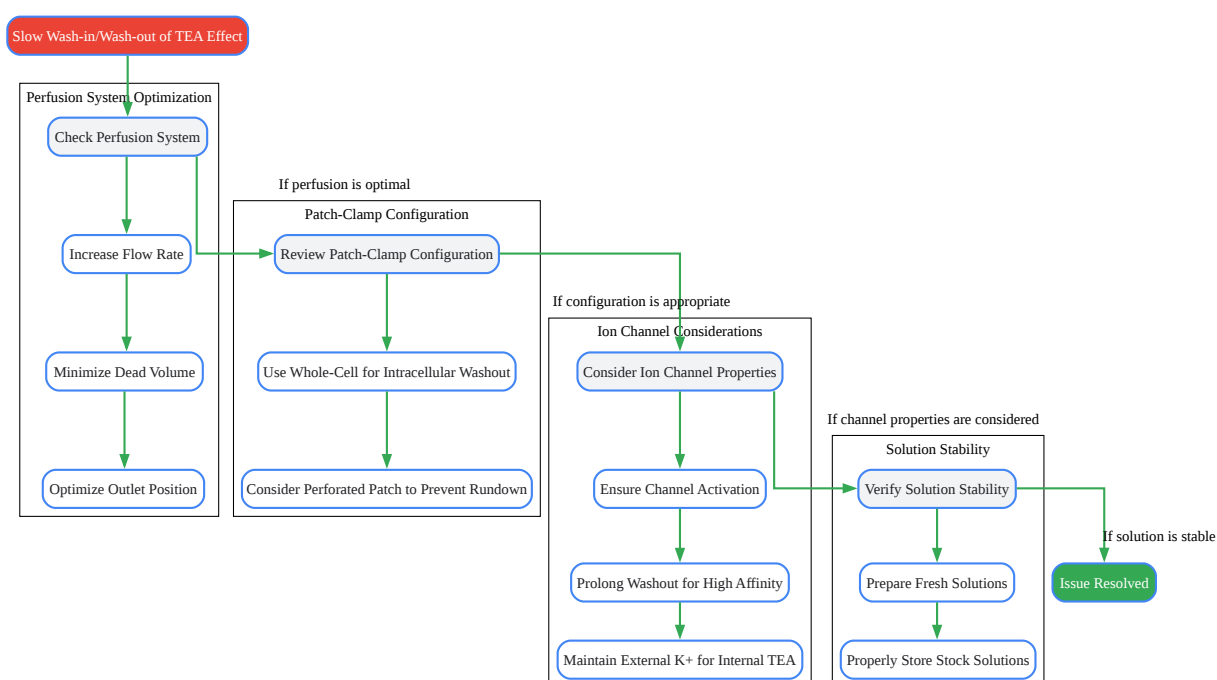 Slow Wash-in/Wash-out of TEA Effect
Perfusion System Optimization
Check Perfusion System
Increase Flow Rate
Minimize Dead Volume
Optimize Outlet Position
If perfusion is optimal
Patch-Clamp Configuration
Review Patch-Clamp Configuration
Use Whole-Cell for Intracellular Washout
Consider Perforated Patch to Prevent Rundown
If configuration is appropriate
Ion Channel Considerations
Consider Ion Channel Properties
Ensure Channel Activation
Prolong Washout for High Affinity
Maintain External K+ for Internal TEA
If channel properties are considered
Solution Stability
Verify Solution Stability
Prepare Fresh Solutions
Properly Store Stock Solutions
If solution is stable
Issue Resolved